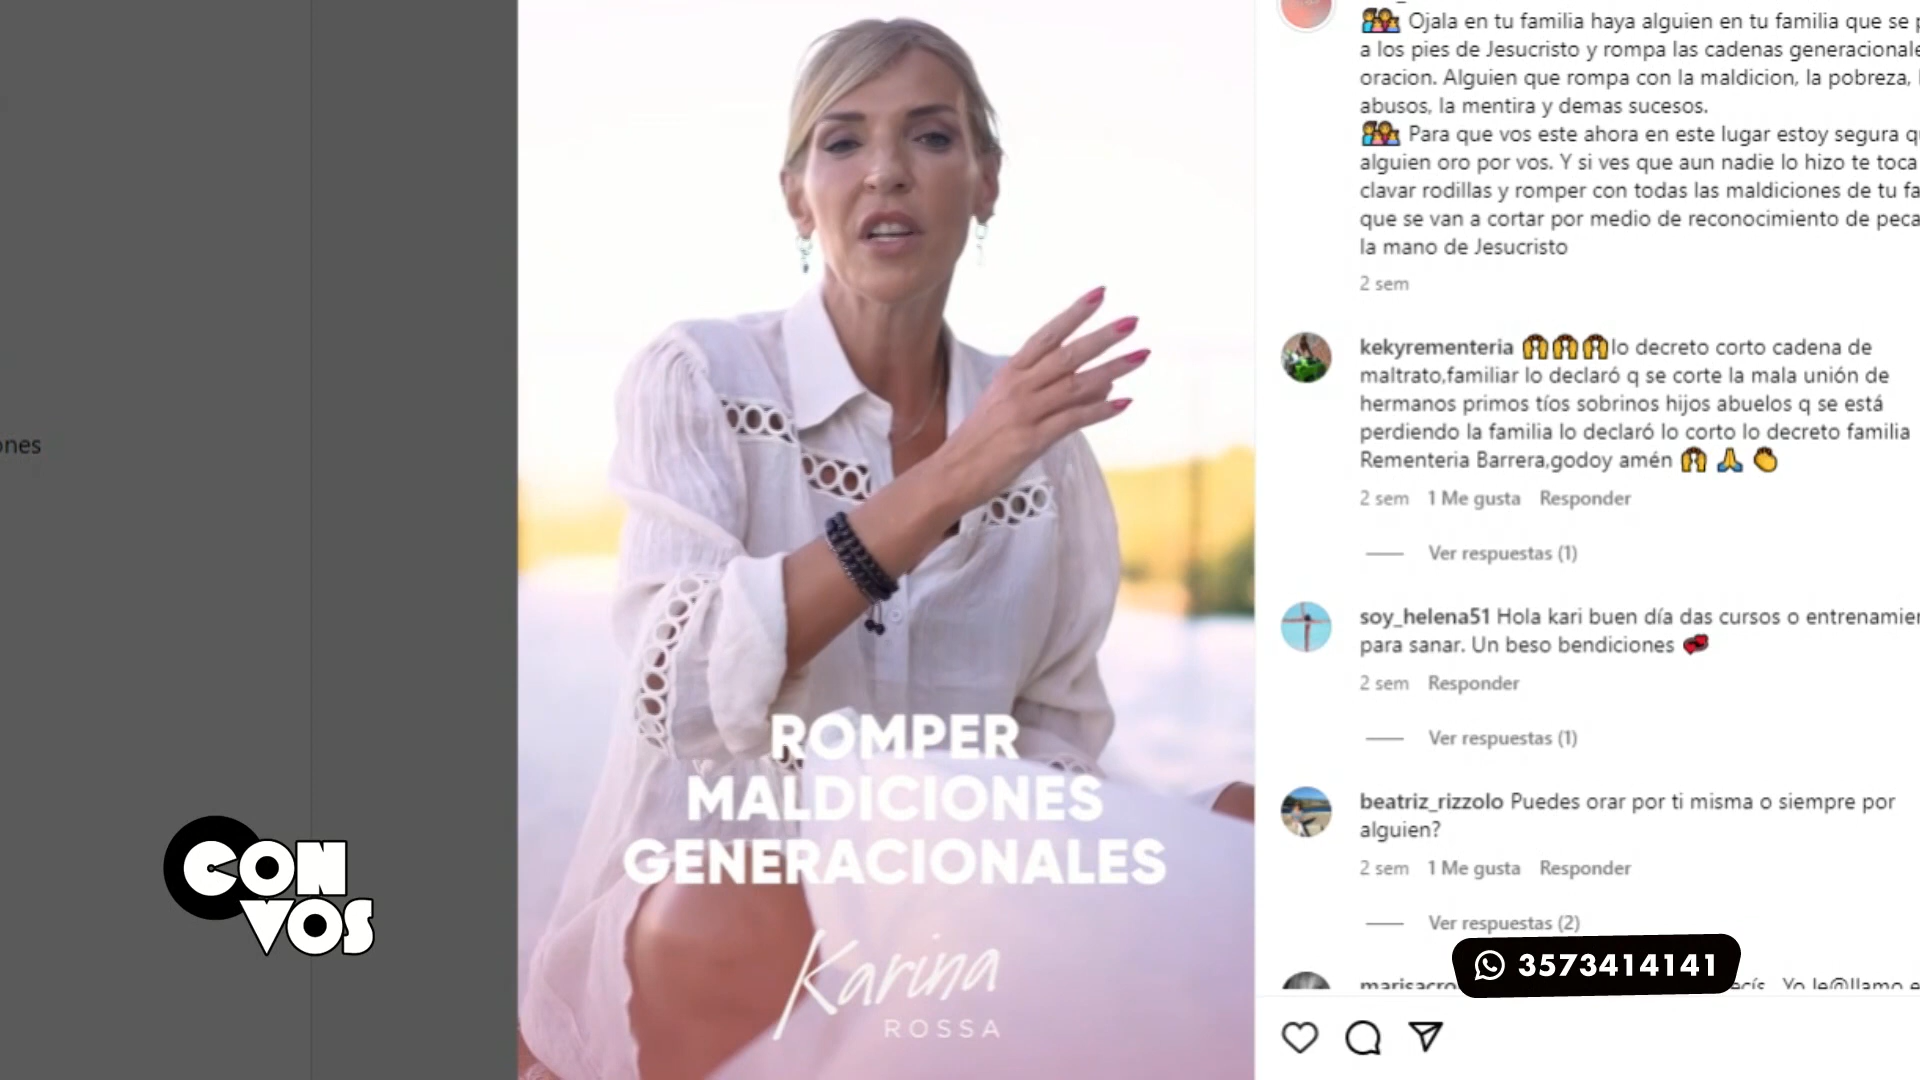 ones
CON
VOS
ROMPER
MALDICIONES
GENERACIONALES
Karina
ROSSA
Ojala en tu familia haya alguien en tu familia que se
a los pies de Jesucristo y rompa las cadenas
oracion. Alguien que rompa con la maldicion, la pobreza,
abusos, la mentira y demas sucesos.
Para que vos este ahora en este lugar estoy segura
alguien oro por vos. Y si ves que aun nadie lo hizo te toca
clavar rodillas y romper con todas las maldiciones de tu
que se van a cortar por medio de reconocimiento de
la mano de Jesucristo
2 sem
kekyrementeria 🙌🙌🙌lo decreto corto cadena de
maltrato,familiar lo declaró q se corte la mala unión de
hermanos primos tíos sobrinos hijos abuelos q se está
perdiendo la familia lo declaró lo corto lo decreto familia
Rementeria Barrera,godoy amén 🙌 🙏 👏
2 sem 1 Me gusta Responder
Ver respuestas (1)
soy_helena51 Hola kari buen día das cursos o
para sanar. Un beso bendiciones 💞
2 sem Responder
Ver respuestas (1)
beatriz_rizzolo Puedes orar por ti misma o siempre por
alguien?
2 sem 1 Me gusta Responder
Ver respuestas (2)
3573414141